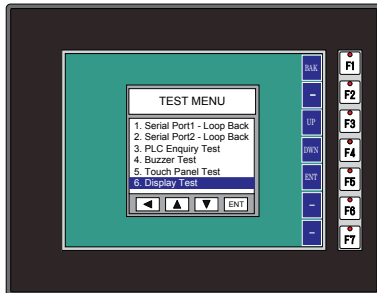 TEST MENU
1. Serial Port1 - Loop Back
2. Serial Port2 - Loop Back
3. PLC Enquiry Test
4. Buzzer Test
5. Touch Panel Test
6. Display Test
ENT
BAK
–
UP
DWN
ENT
–
–
F1
F2
F3
F4
F5
F6
F7